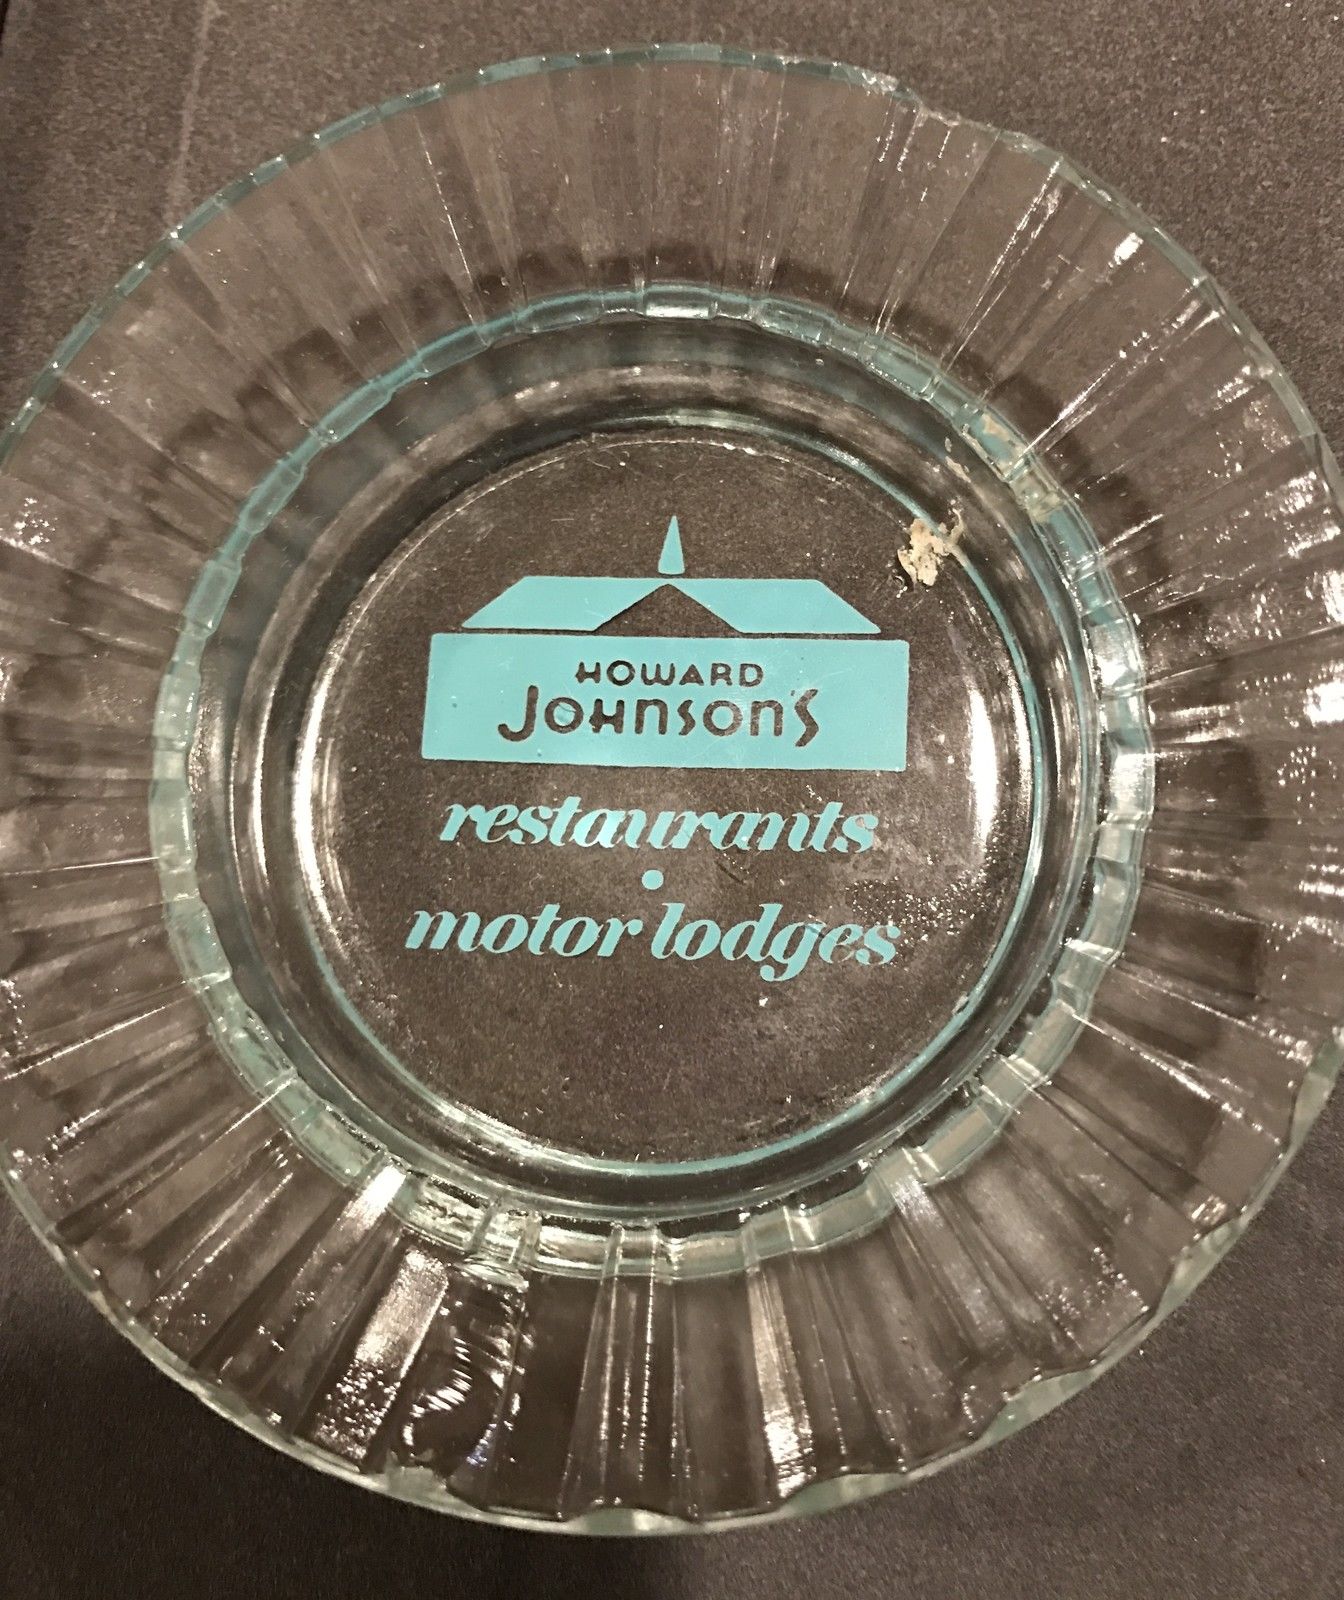 HOWARD
JOHNSON'S
restaurants
•
motor lodges